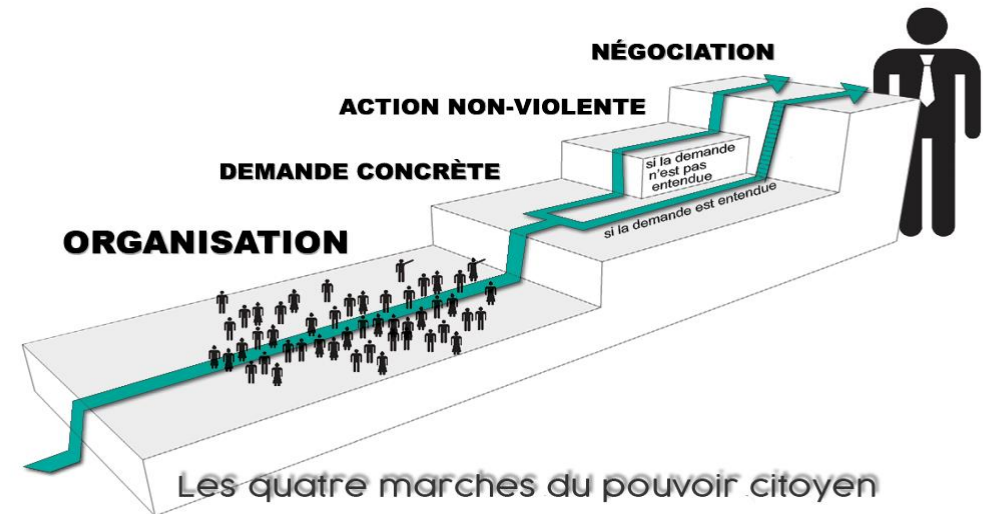 NÉGOCIATION
ACTION NON-VIOLENTE
DEMANDE CONCRÈTE
si la demande
n'est pas
entendue
si la demande est entendue
ORGANISATION
Les quatre marches du pouvoir citoyen